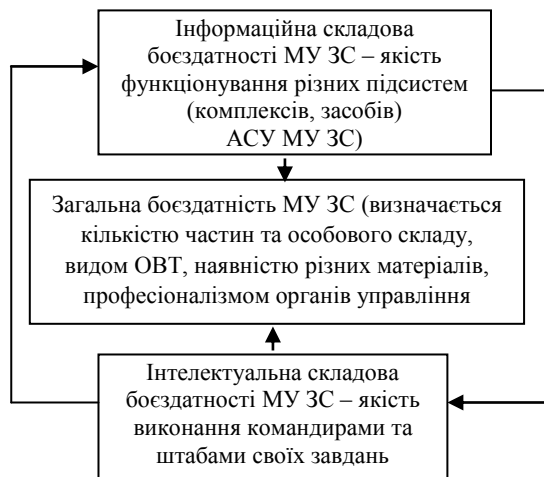 Інформаційна складова
боєздатності МУ ЗС – якість
функціонування різних підсистем
(комплексів, засобів)
АСУ МУ ЗС)
Загальна боєздатність МУ ЗС (визначається
кількістю частин та особового складу,
видом ОВТ, наявністю різних матеріалів,
професіоналізмом органів управління
Інтелектуальна складова
боєздатності МУ ЗС – якість
виконання командирами та
штабами своїх завдань